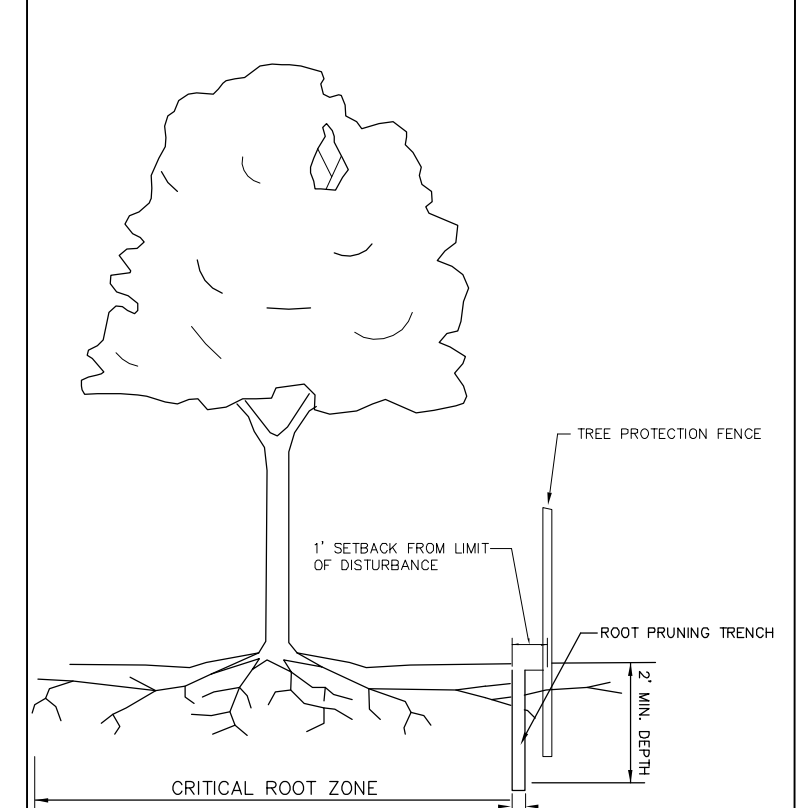 TREE PROTECTION FENCE
1' SETBACK FROM LIMIT
OF DISTURBANCE
ROOT PRUNING TRENCH
2' MIN. DEPTH
CRITICAL ROOT ZONE